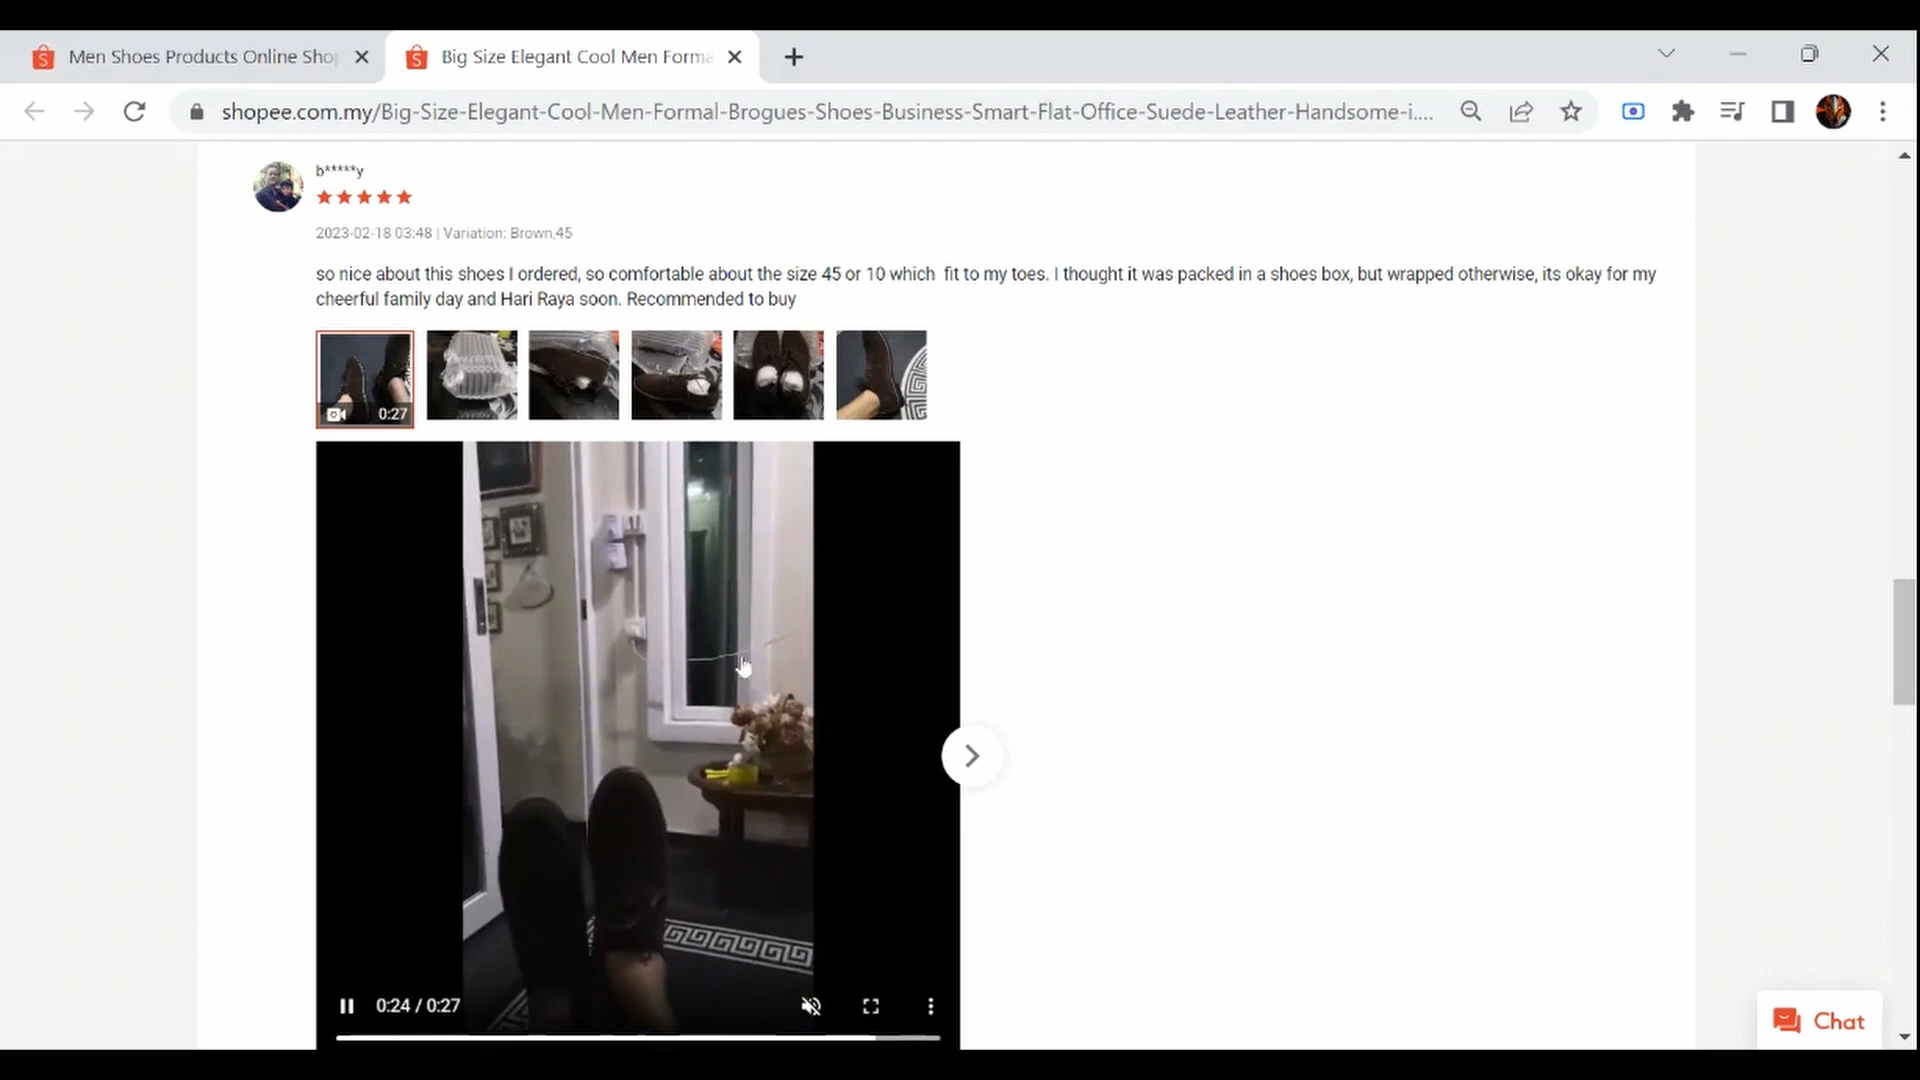 Men Shoes Products Online Shop
Big Size Elegant Cool Men Forma
shopee.com.my/Big-Size-Elegant-Cool-Men-Formal-Brogues-Shoes-Business-Smart-Flat-Office-Suede-Leather-Handsome-i....
b*****y
2023-02-18 03:48 | Variation: Brown,45
so nice about this shoes I ordered, so comfortable about the size 45 or 10 which  fit to my toes. I thought it was packed in a shoes box, but wrapped otherwise, its okay for my
cheerful family day and Hari Raya soon. Recommended to buy
0:27
0:24 / 0:27
Chat